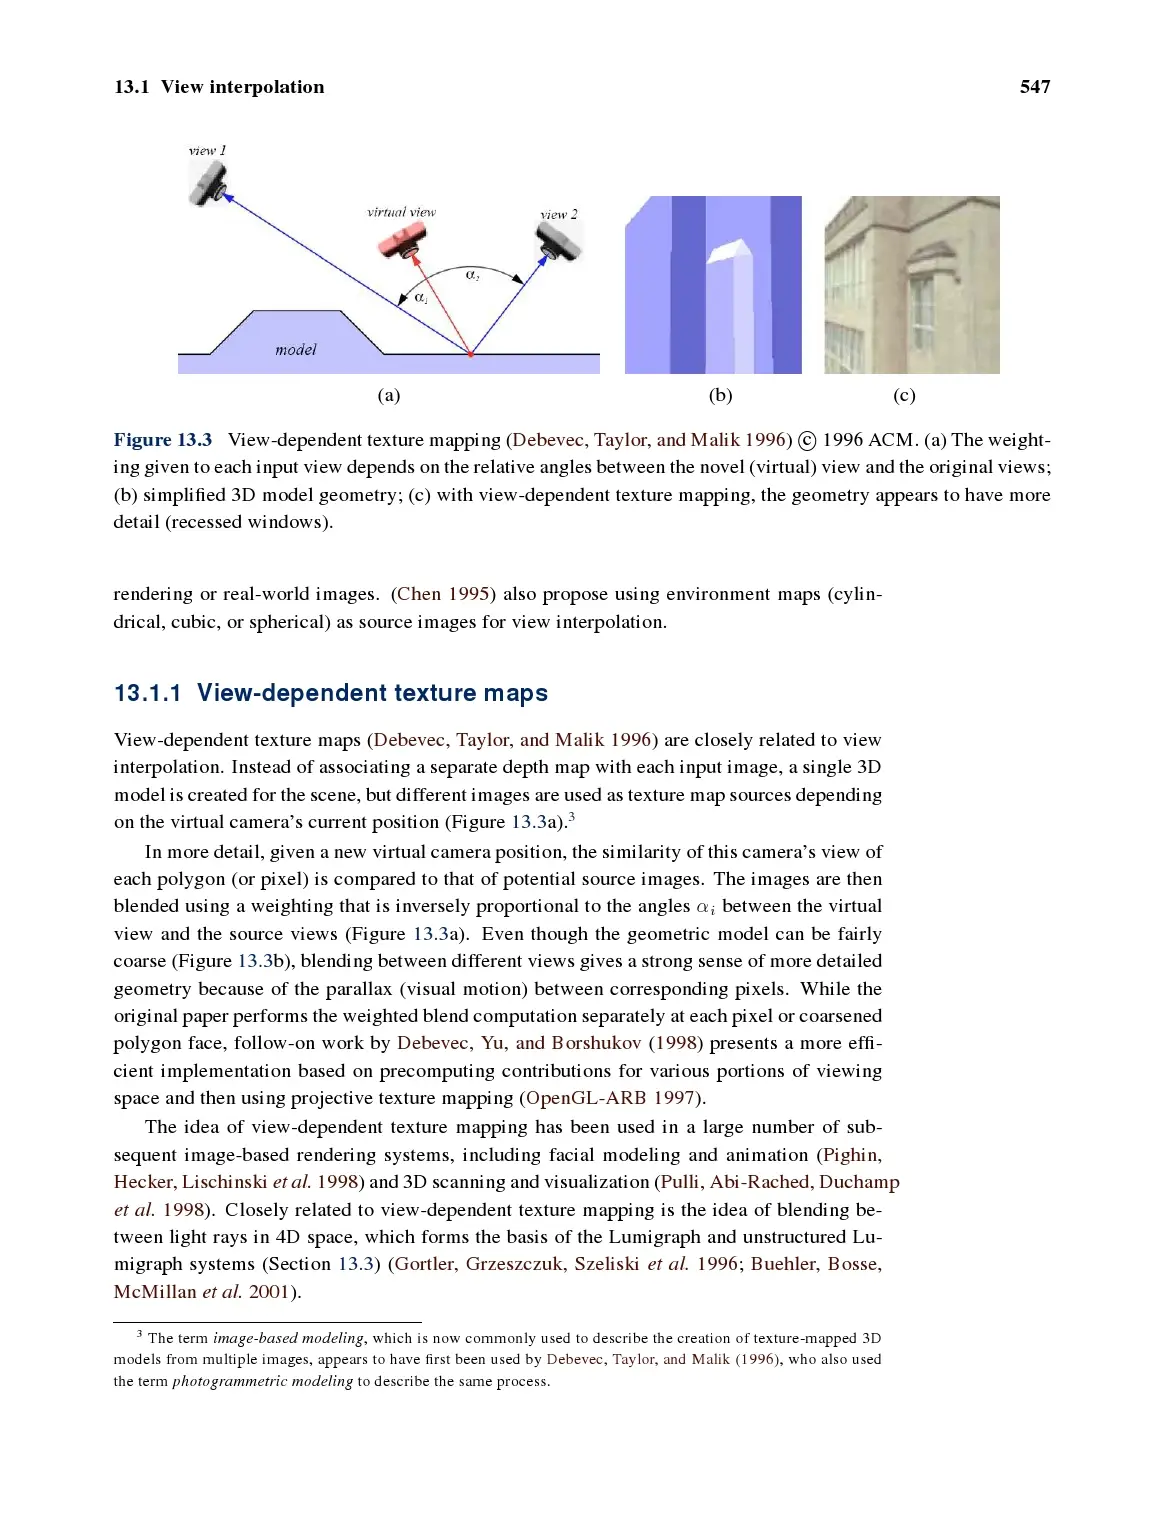 13.1 View interpolation 547
view 1
virtual view
view 2
α2
α1
model
(a) (b) (c)
Figure 13.3 View-dependent texture mapping (Debevec, Taylor, and Malik 1996) © 1996 ACM. (a) The weight-
ing given to each input view depends on the relative angles between the novel (virtual) view and the original views;
(b) simplified 3D model geometry; (c) with view-dependent texture mapping, the geometry appears to have more
detail (recessed windows).
rendering or real-world images. (Chen 1995) also propose using environment maps (cylin-
drical, cubic, or spherical) as source images for view interpolation.
13.1.1 View-dependent texture maps
View-dependent texture maps (Debevec, Taylor, and Malik 1996) are closely related to view
interpolation. Instead of associating a separate depth map with each input image, a single 3D
model is created for the scene, but different images are used as texture map sources depending
on the virtual camera's current position (Figure 13.3a).3
In more detail, given a new virtual camera position, the similarity of this camera's view of
each polygon (or pixel) is compared to that of potential source images. The images are then
blended using a weighting that is inversely proportional to the angles αi between the virtual
view and the source views (Figure 13.3a). Even though the geometric model can be fairly
coarse (Figure 13.3b), blending between different views gives a strong sense of more detailed
geometry because of the parallax (visual motion) between corresponding pixels. While the
original paper performs the weighted blend computation separately at each pixel or coarsened
polygon face, follow-on work by Debevec, Yu, and Borshukov (1998) presents a more effi-
cient implementation based on precomputing contributions for various portions of viewing
space and then using projective texture mapping (OpenGL-ARB 1997).
The idea of view-dependent texture mapping has been used in a large number of sub-
sequent image-based rendering systems, including facial modeling and animation (Pighin,
Hecker, Lischinski et al. 1998) and 3D scanning and visualization (Pulli, Abi-Rached, Duchamp
et al. 1998). Closely related to view-dependent texture mapping is the idea of blending be-
tween light rays in 4D space, which forms the basis of the Lumigraph and unstructured Lu-
migraph systems (Section 13.3) (Gortler, Grzeszczuk, Szeliski et al. 1996; Buehler, Bosse,
McMillan et al. 2001).
3 The term image-based modeling, which is now commonly used to describe the creation of texture-mapped 3D
models from multiple images, appears to have first been used by Debevec, Taylor, and Malik (1996), who also used
the term photogrammetric modeling to describe the same process.